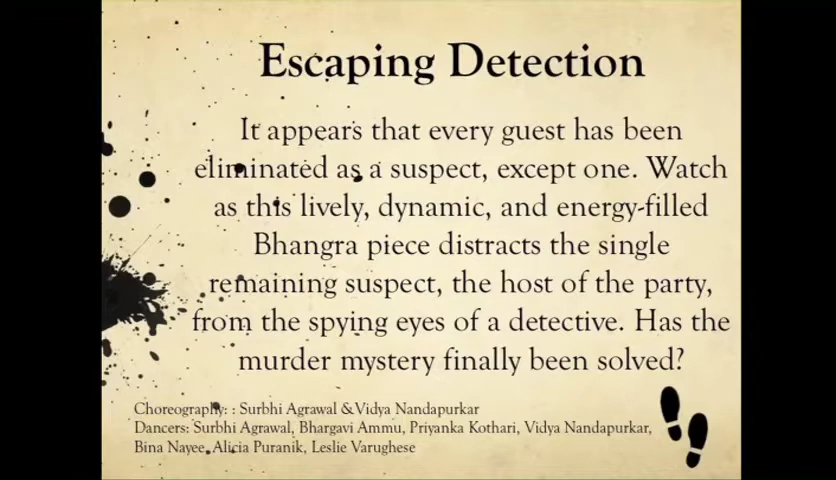 Escaping Detection
It appears that every guest has been
eliminated as a suspect, except one. Watch
as this lively, dynamic, and energy-filled
Bhangra piece distracts the single
remaining suspect, the host of the party,
from the spying eyes of a detective. Has the
murder mystery finally been solved?
Choreography: : Surbhi Agrawal &Vidya Nandapurkar
Dancers: Surbhi Agrawal, Bhargavi Ammu, Priyanka Kothari, Vidya Nandapurkar,
Bina Nayee, Alicia Puranik, Leslie Varughese